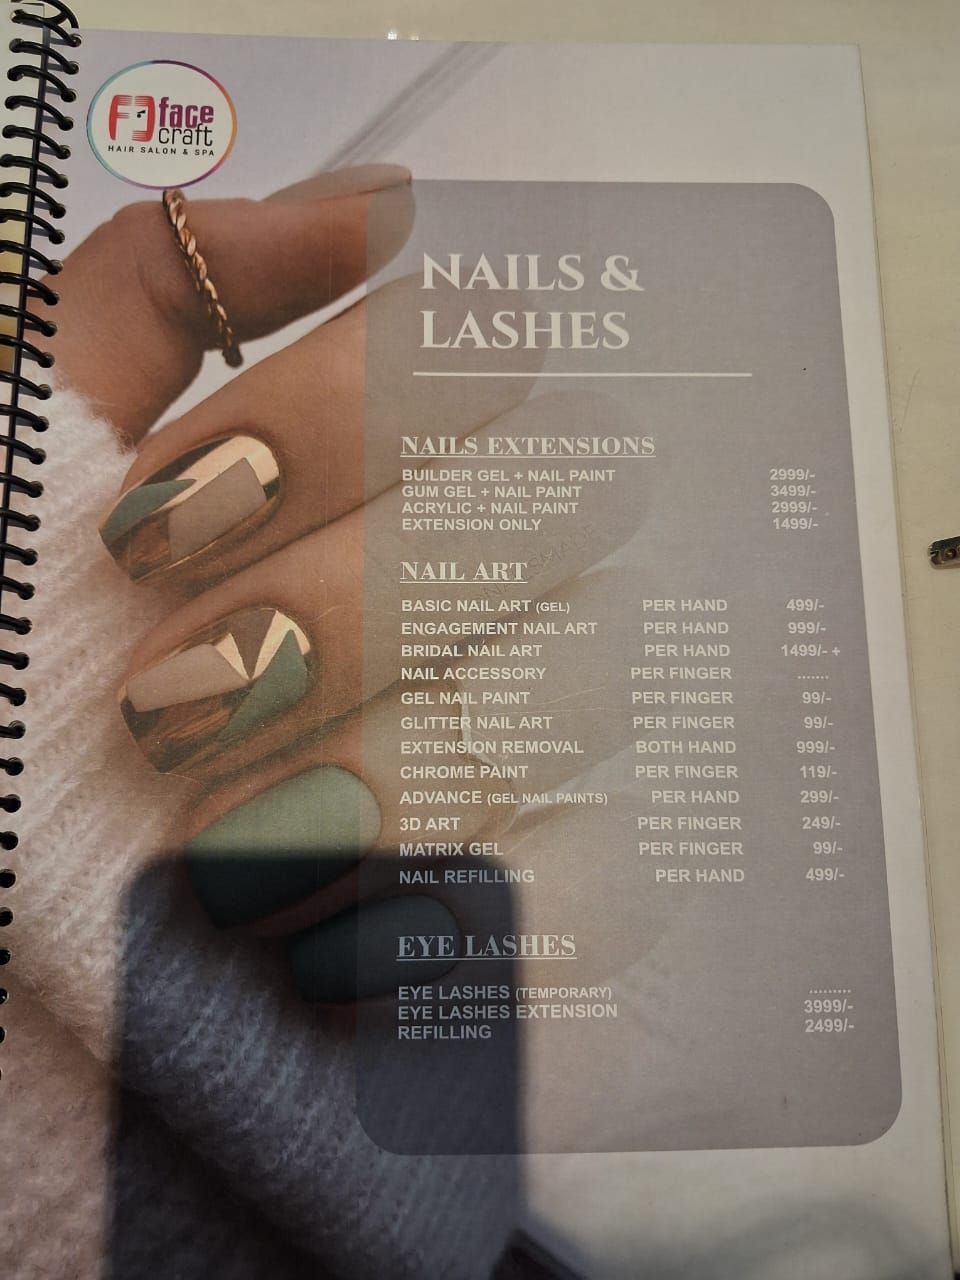 face
craft
HAIR SALON & SPA
NAILS &
LASHES
NAILS EXTENSIONS
BUILDER GEL + NAIL PAINT 2999/-
GUM GEL + NAIL PAINT 3499/-
ACRYLIC + NAIL PAINT 2999/-
EXTENSION ONLY 1499/-
NAIL ART
BASIC NAIL ART (GEL) PER HAND 499/-
ENGAGEMENT NAIL ART PER HAND 999/-
BRIDAL NAIL ART PER HAND 1499/- +
NAIL ACCESSORY PER FINGER .......
GEL NAIL PAINT PER FINGER 99/-
GLITTER NAIL ART PER FINGER 99/-
EXTENSION REMOVAL BOTH HAND 999/-
CHROME PAINT PER FINGER 119/-
ADVANCE (GEL NAIL PAINTS) PER HAND 299/-
3D ART PER FINGER 249/-
MATRIX GEL PER FINGER 99/-
NAIL REFILLING PER HAND 499/-
EYE LASHES
EYE LASHES (TEMPORARY) .........
EYE LASHES EXTENSION 3999/-
REFILLING 2499/-